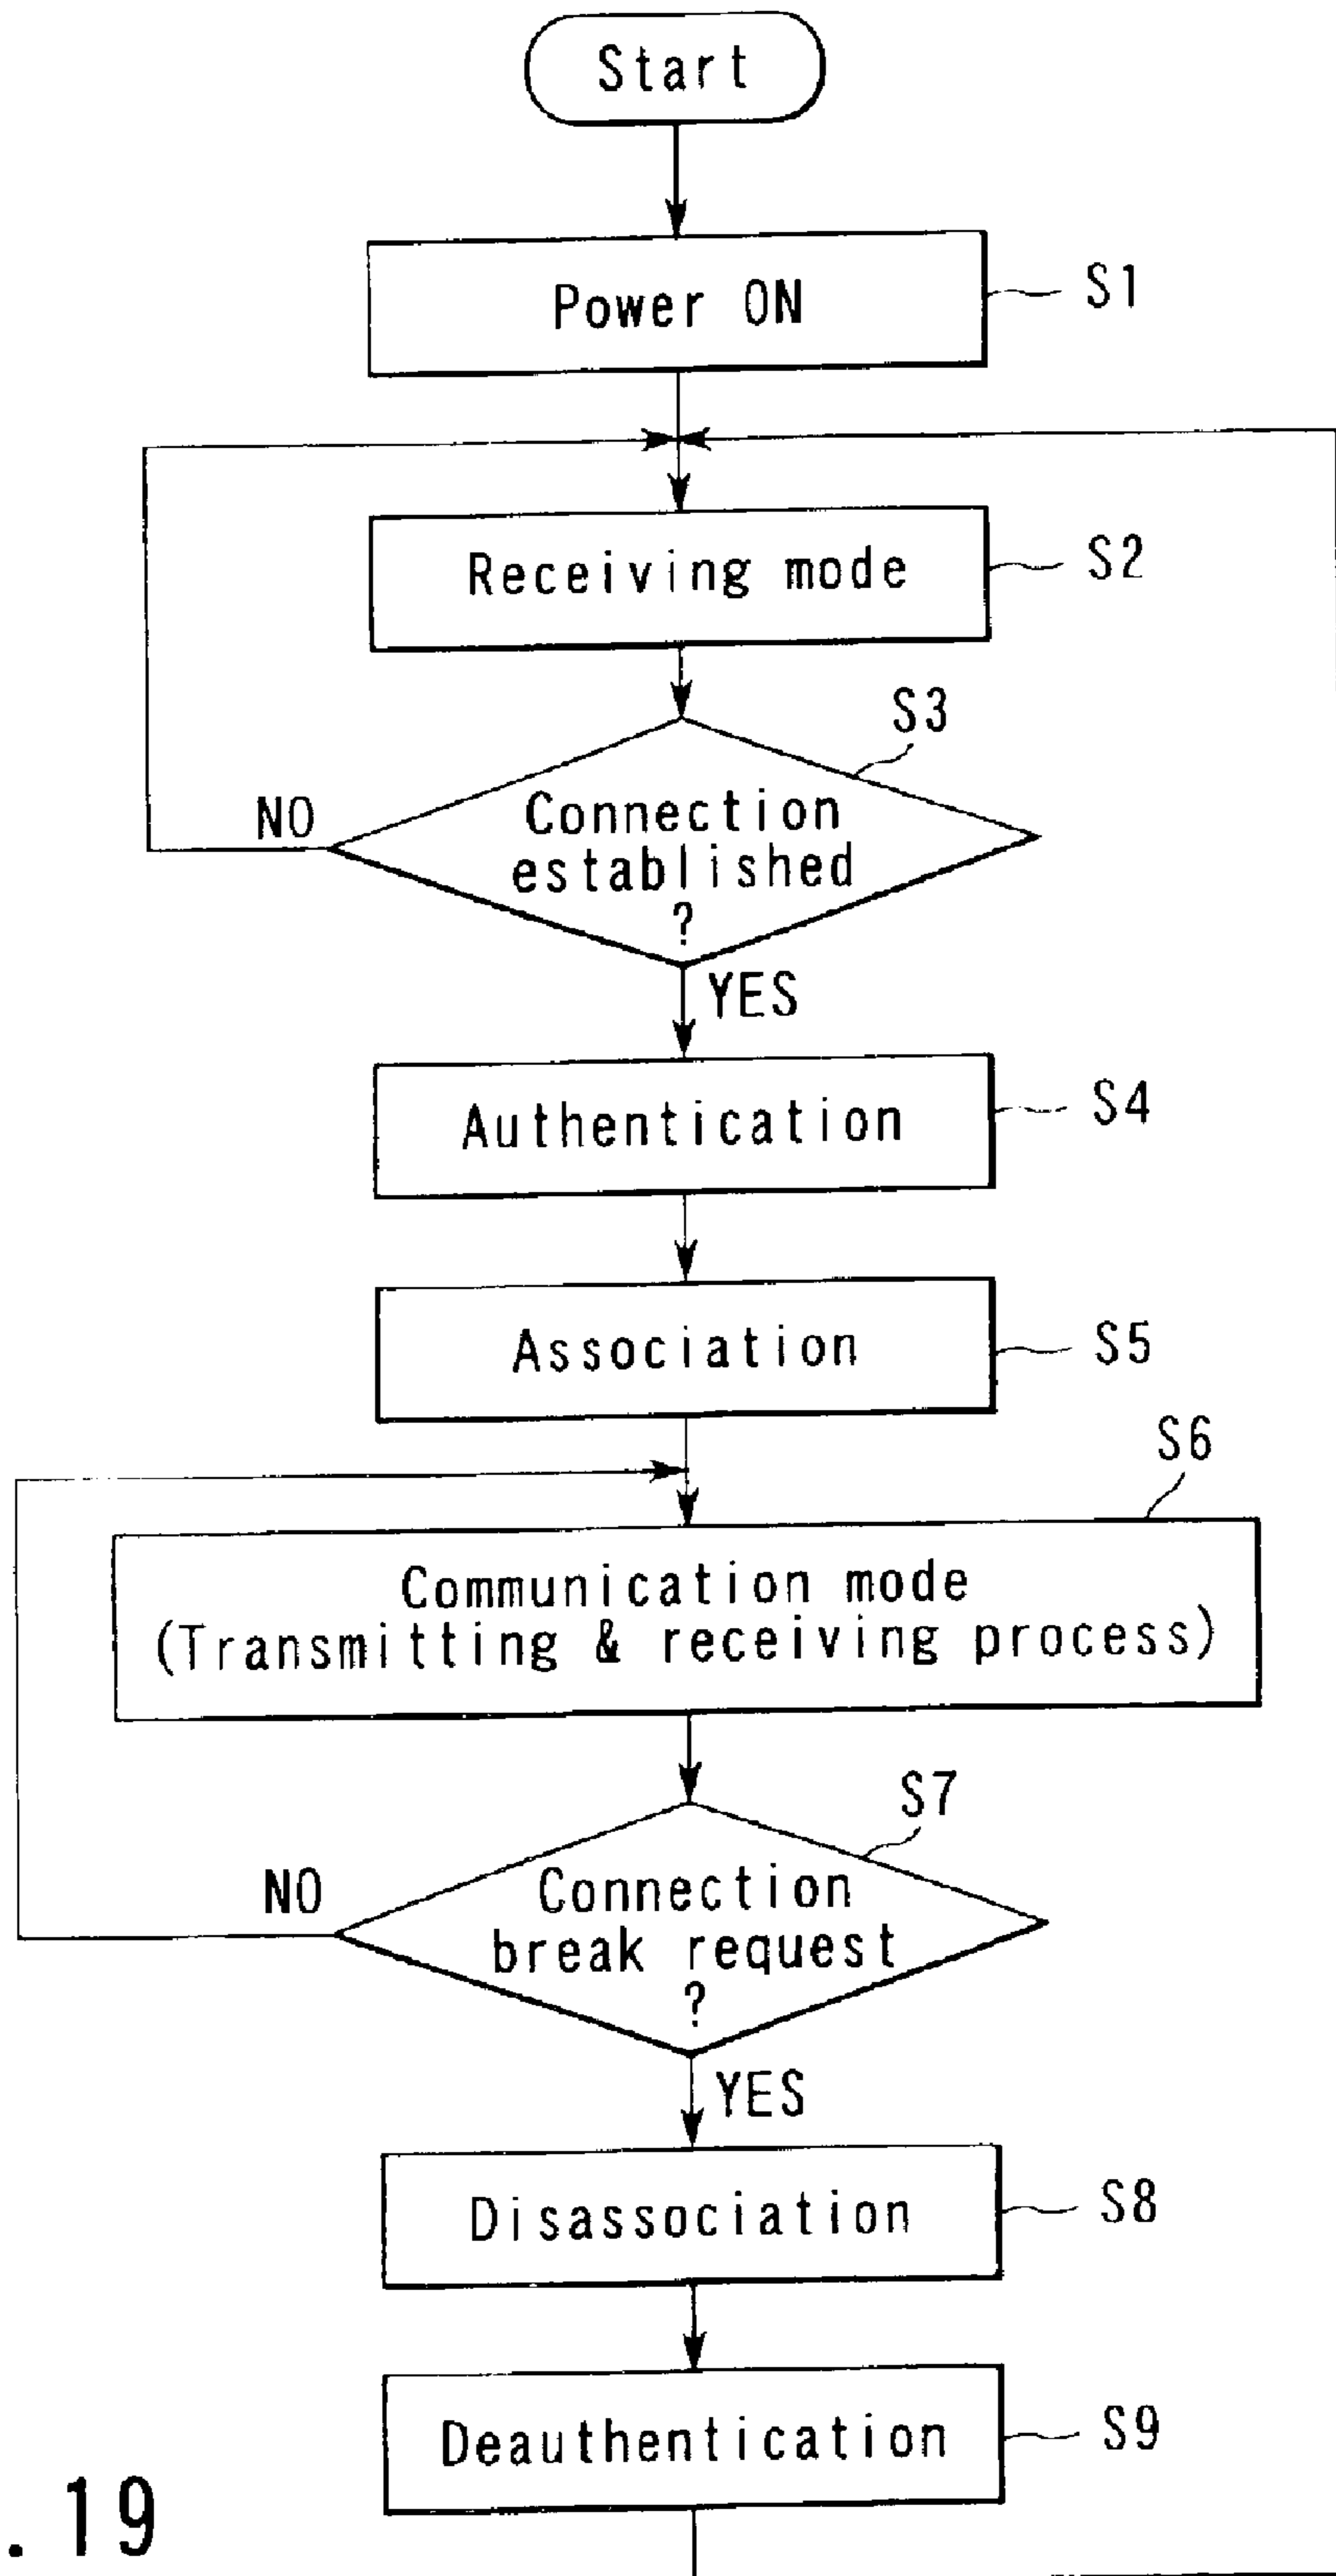 Start
Power ON
S1
Receiving mode
S2
S3
Connection
established
?
NO
YES
Authentication
S4
Association
S5
S6
Communication mode
(Transmitting & receiving process)
S7
Connection
break request
?
NO
YES
Disassociation
S8
Deauthentication
S9
.19